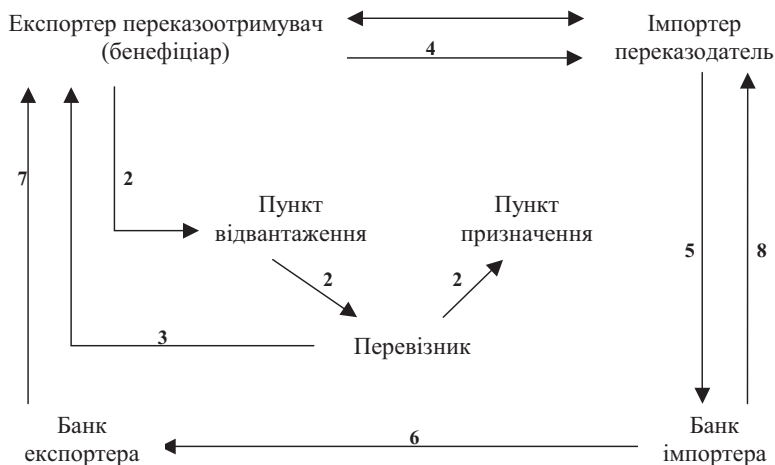 Експортер переказоотримувач
(бенефіціар)
Імпортер
переказодатель
4
7
2
Пункт
відвантаження
Пункт
призначення
5
8
2
2
3
Перевізник
Банк
експортера
6
Банк
імпортера